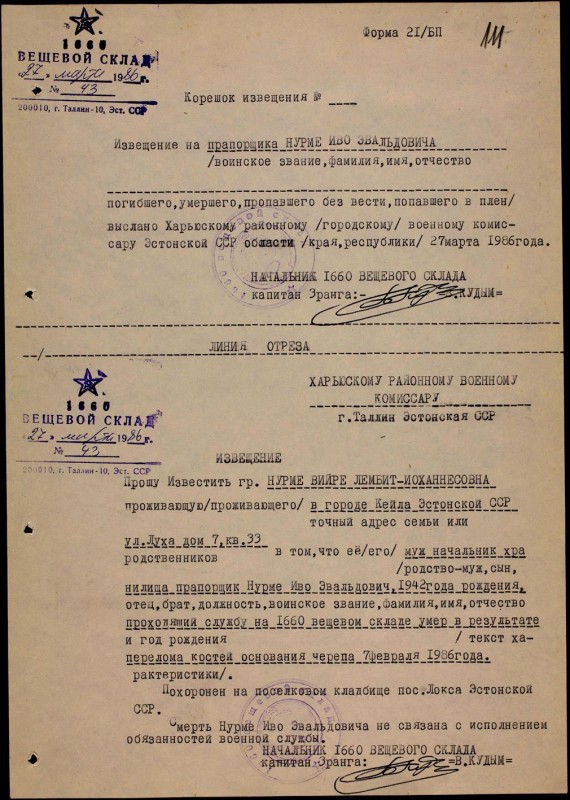 Форма 2I/БП
1660
ВЕЩЕВОЙ СКЛАД
"27" марта 1986 г.
№ 43
200010, г. Таллин-10, Эст. ССР
Корешок извещения №
Извещение на прапорщика НУРМЕ ИВО ЭВАЛЬДОВИЧА
/воинское звание,фамилия,имя,отчество
погибшего,умершего,пропавшего без вести,попавшего в плен/
выслано Харьюскому районному /городскому/ военному комис-
сару Эстонской ССР области /края,республики/ 27марта 1986года.
НАЧАЛЬНИК I660 ВЕЩЕВОГО СКЛАДА
капитан 3ранга:- В.КУДЫМ=
ЛИНИЯ ОТРЕЗА
1660
ВЕЩЕВОЙ СКЛАД
"27" марта 1986 г.
№ 43
200010, г. Таллин-10, Эст. ССР
ХАРЬЮСКОМУ РАЙОННОМУ ВОЕННОМУ
КОМИССАРУ
г.Таллин Эстонская ССР
ИЗВЕЩЕНИЕ
Прошу Известить гр. НУРМЕ ВИЙРЕ ЛЕМБИТ-ИОХАННЕСОВНА
проживающую/проживающего/ в городе Кейла Эстонской ССР
точный адрес семьи или
ул.Луха дом 7,кв.33
родственников
в том,что её/его/ муж начальник хра
/родство-муж,сын,
нилища прапорщик Нурме Иво Эвальдович,1942года рождения,
отец,брат,должность,воинское звание,фамилия,имя,отчество
проходящий службу на I660 вещевом складе умер в результате
и год рождения / текст ха-
перелома костей основания черепа 7февраля 1986года.
рактеристики/.
Похоронен на поселковом кладбище пос.Локса Эстонской
ССР.
Смерть Нурме Иво Эвальдовича не связана с исполнением
обязанностей военной службы.
НАЧАЛЬНИК I660 ВЕЩЕВОГО СКЛАДА
капитан 3ранга: =В.КУДЫМ=